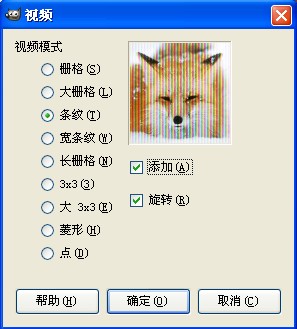 视频
视频模式
栅格(S)
大栅格(L)
条纹(T)
宽条纹(W)
长栅格(N)
3x3(3)
大 3x3(E)
菱形(H)
点(D)
添加(A)
旋转(R)
帮助(H)
确定(O)
取消(C)